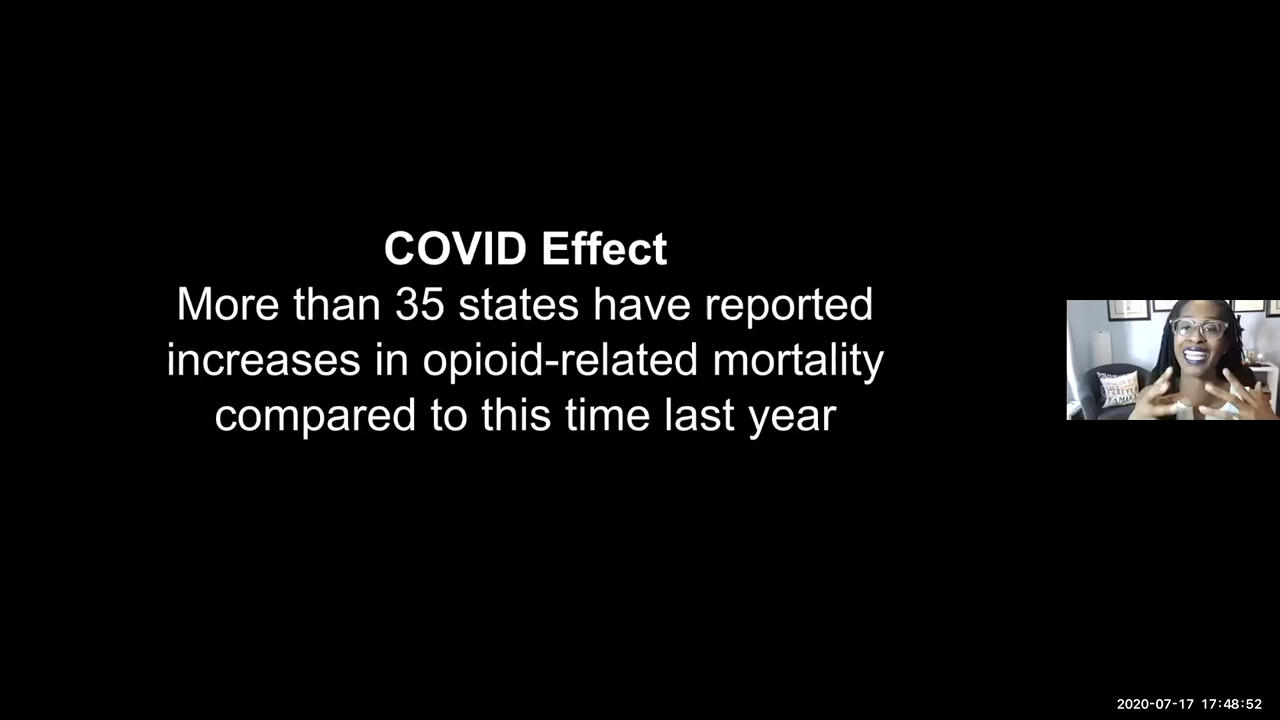 COVID Effect
More than 35 states have reported
increases in opioid-related mortality
compared to this time last year
2020-07-17 17:48:52